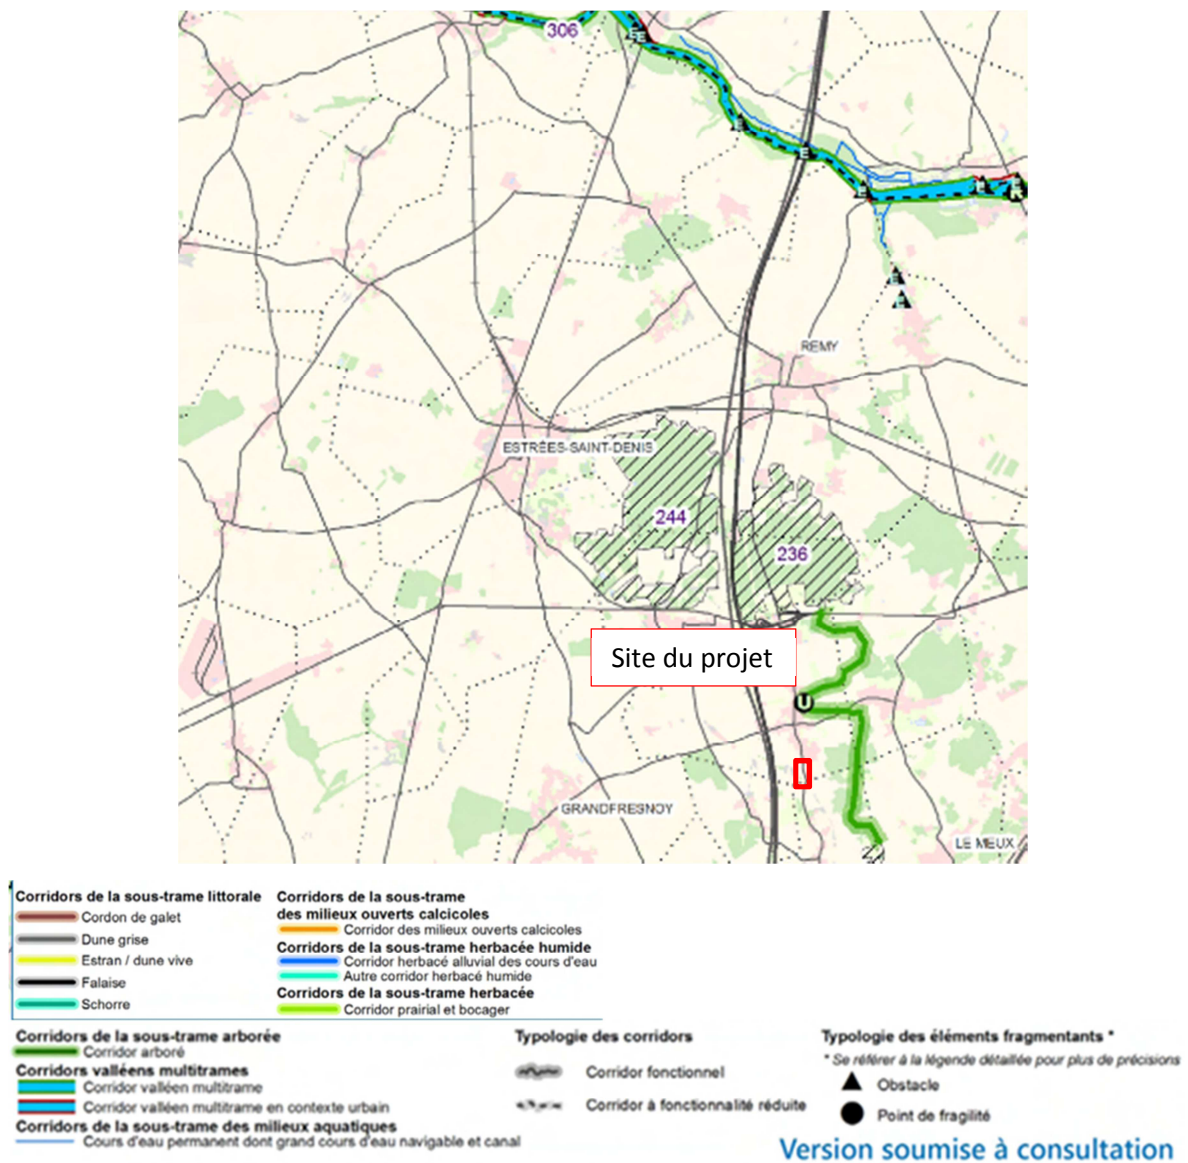 306
E
E
E
E
E
E
E
R
E
E
REMY
ESTRÉES-SAINT-DENIS
244
236
Site du projet
U
GRANDFRESNOY
LE MEUX
Corridors de la sous-trame littorale
Cordon de galet
Dune grise
Estran / dune vive
Falaise
Schorre
Corridors de la sous-trame
des milieux ouverts calcicoles
Corridor des milieux ouverts calcicoles
Corridors de la sous-trame herbacée humide
Corridor herbacé alluvial des cours d'eau
Autre corridor herbacé humide
Corridors de la sous-trame herbacée
Corridor prairial et bocager
Corridors de la sous-trame arborée
Corridor arboré
Corridors valléens multitrames
Corridor valléen multitrame
Corridor valléen multitrame en contexte urbain
Corridors de la sous-trame des milieux aquatiques
Cours d'eau permanent dont grand cours d'eau navigable et canal
Typologie des corridors
Corridor fonctionnel
Corridor à fonctionnalité réduite
Typologie des éléments fragmentants *
* Se référer à la légende détaillée pour plus de précisions
Obstacle
Point de fragilité
Version soumise à consultation